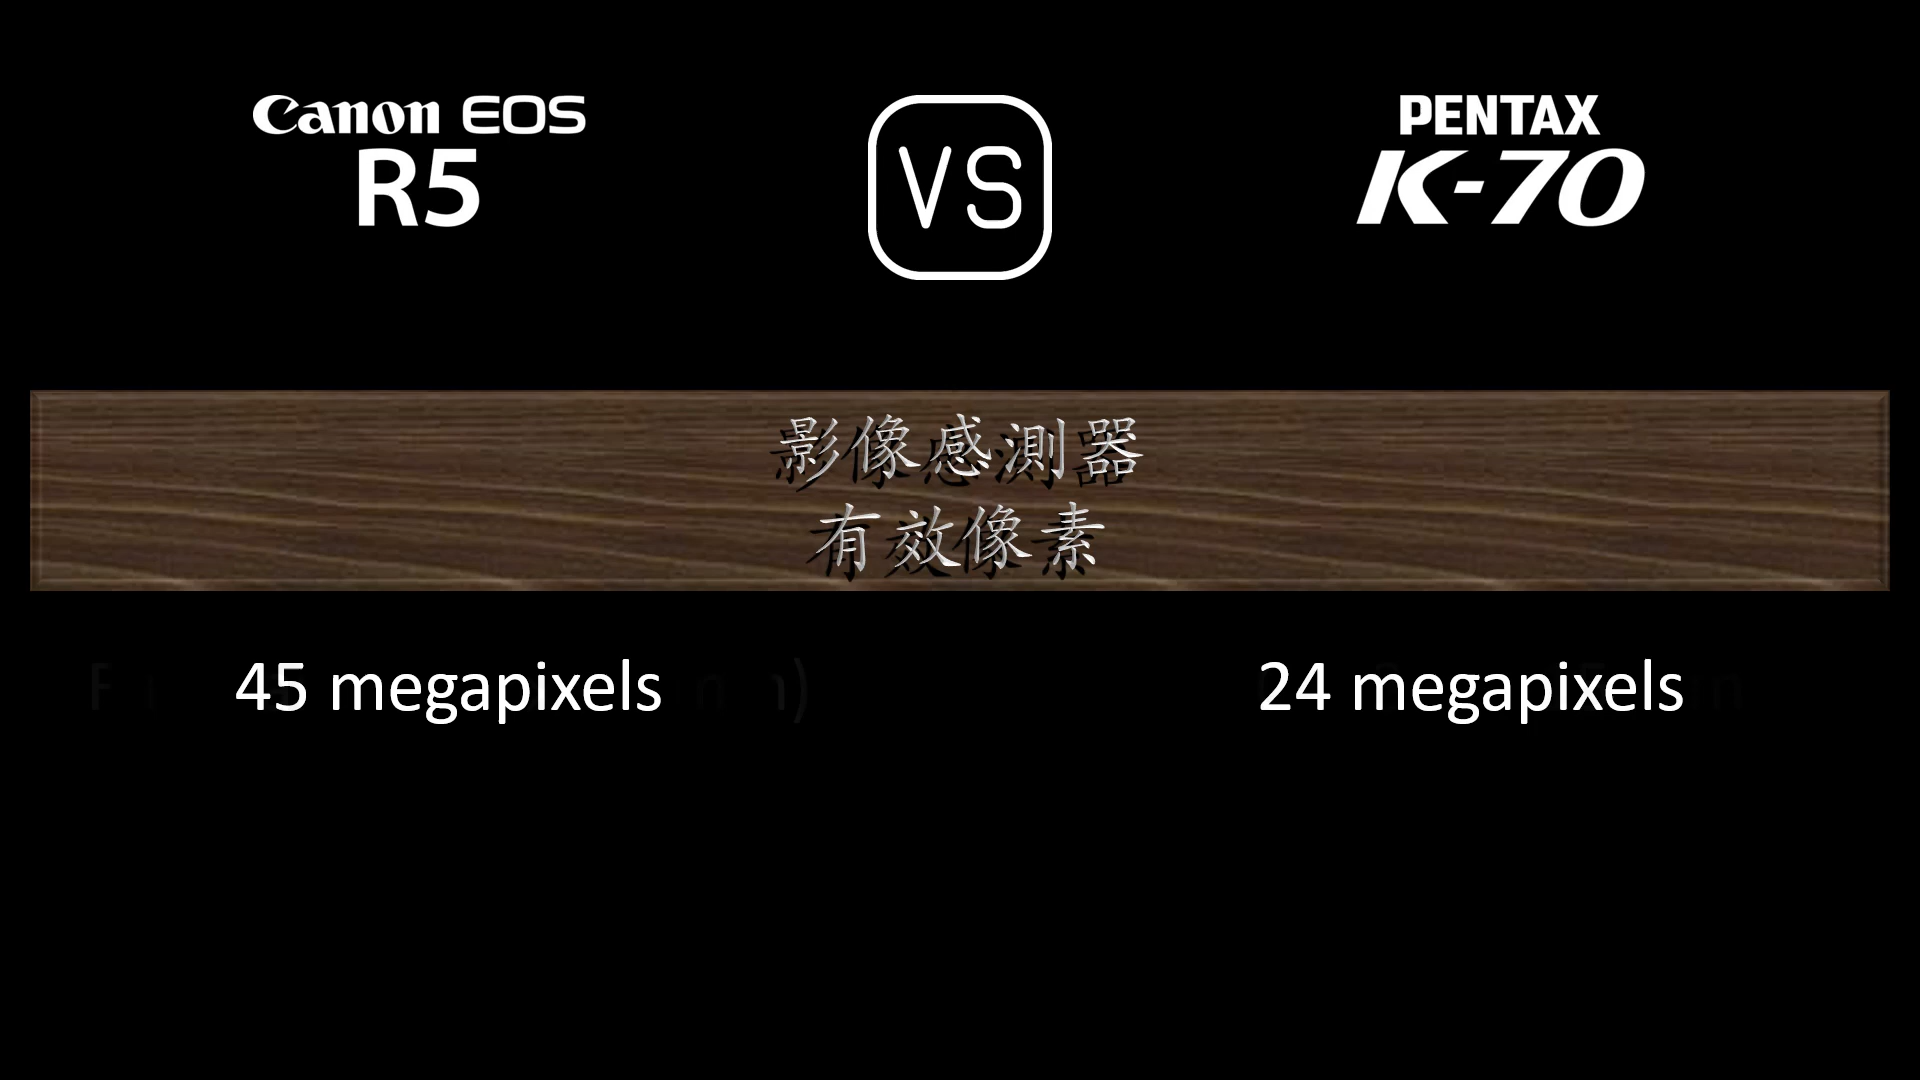 Canon EOS
R5
VS
PENTAX
K-70
影像感測器
有效像素
45 megapixels
24 megapixels